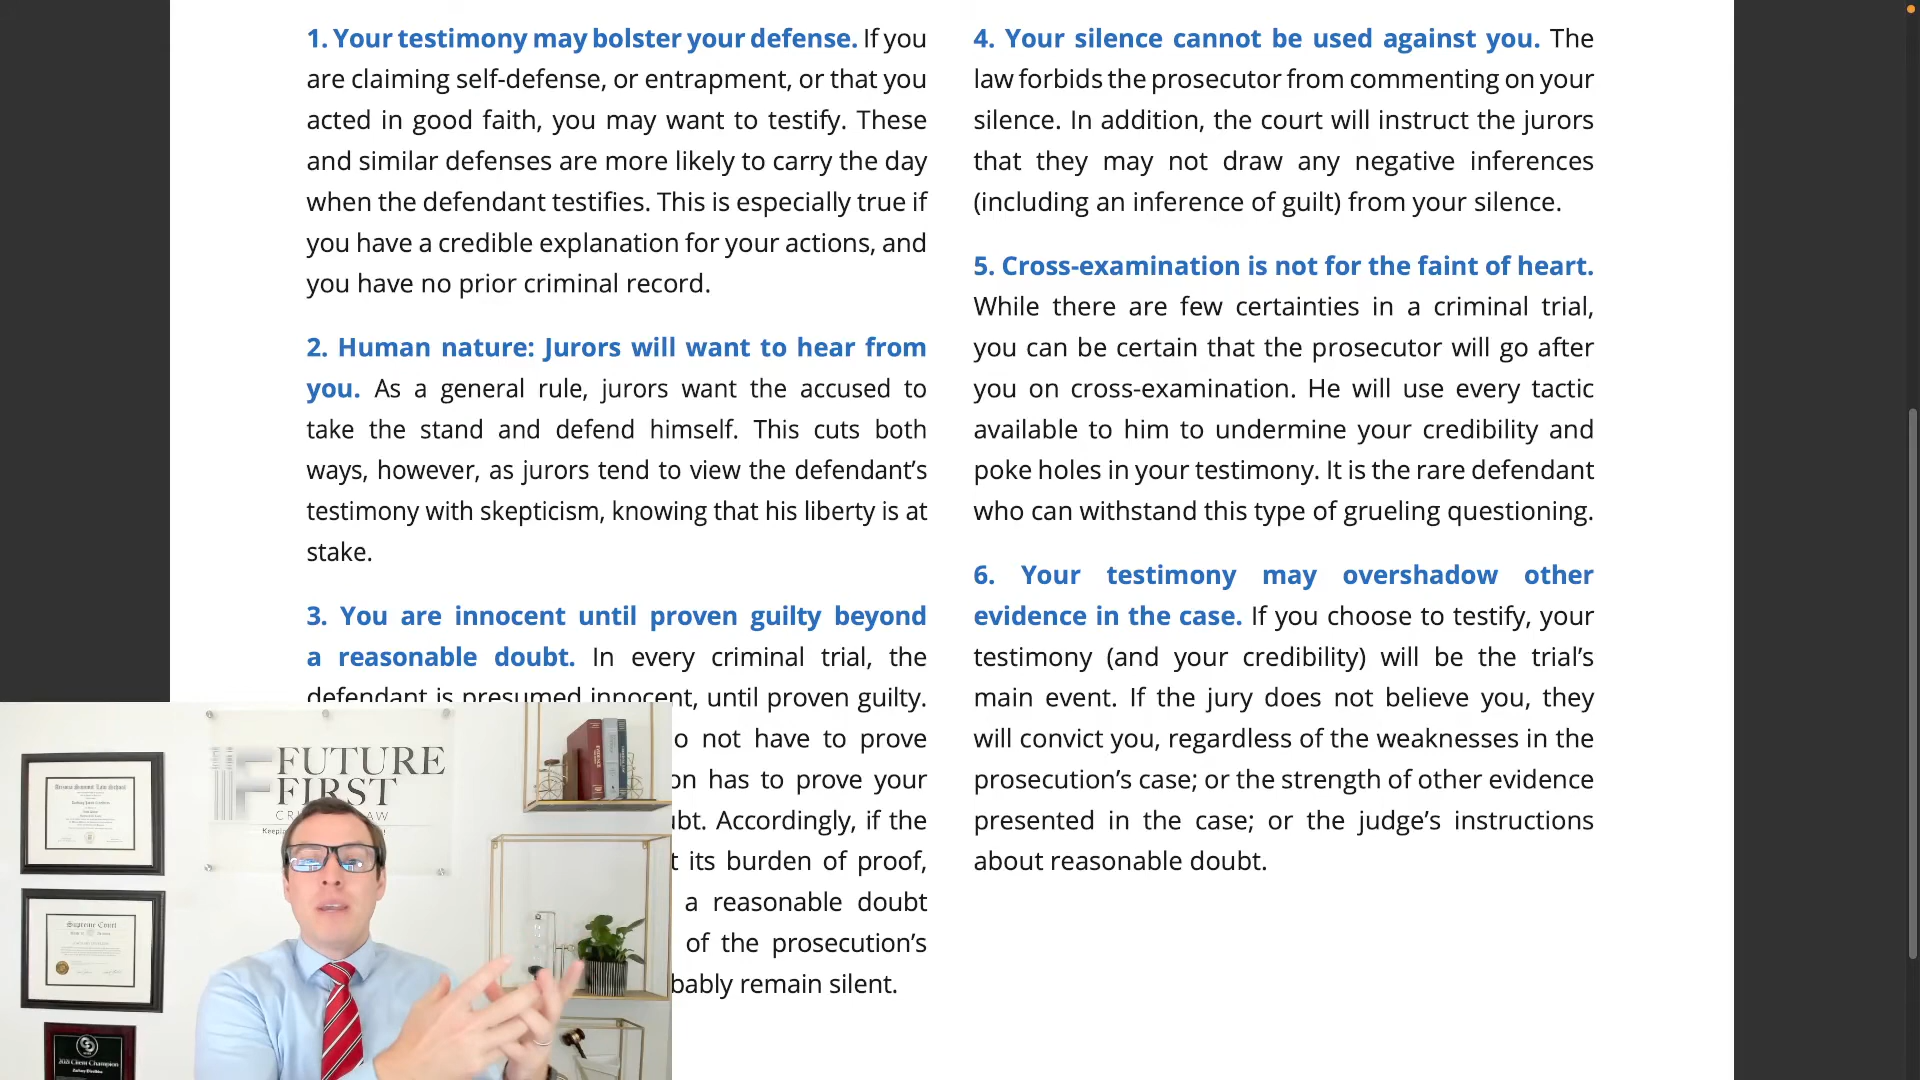 1. Your testimony may bolster your defense. If you
are claiming self-defense, or entrapment, or that you
acted in good faith, you may want to testify. These
and similar defenses are more likely to carry the day
when the defendant testifies. This is especially true if
you have a credible explanation for your actions, and
you have no prior criminal record.
2. Human nature: Jurors will want to hear from
you. As a general rule, jurors want the accused to
take the stand and defend himself. This cuts both
ways, however, as jurors tend to view the defendant's
testimony with skepticism, knowing that his liberty is at
stake.
3. You are innocent until proven guilty beyond
a reasonable doubt. In every criminal trial, the
defendant is presumed innocent, until proven guilty.
o not have to prove
on has to prove your
ubt. Accordingly, if the
t its burden of proof,
a reasonable doubt
of the prosecution's
bably remain silent.
4. Your silence cannot be used against you. The
law forbids the prosecutor from commenting on your
silence. In addition, the court will instruct the jurors
that they may not draw any negative inferences
(including an inference of guilt) from your silence.
5. Cross-examination is not for the faint of heart.
While there are few certainties in a criminal trial,
you can be certain that the prosecutor will go after
you on cross-examination. He will use every tactic
available to him to undermine your credibility and
poke holes in your testimony. It is the rare defendant
who can withstand this type of grueling questioning.
6. Your testimony may overshadow other
evidence in the case. If you choose to testify, your
testimony (and your credibility) will be the trial's
main event. If the jury does not believe you, they
will convict you, regardless of the weaknesses in the
prosecution's case; or the strength of other evidence
presented in the case; or the judge's instructions
about reasonable doubt.
FUTURE
FIRST
Arizona Summit Law School
Supreme Court
2021 Client Champion